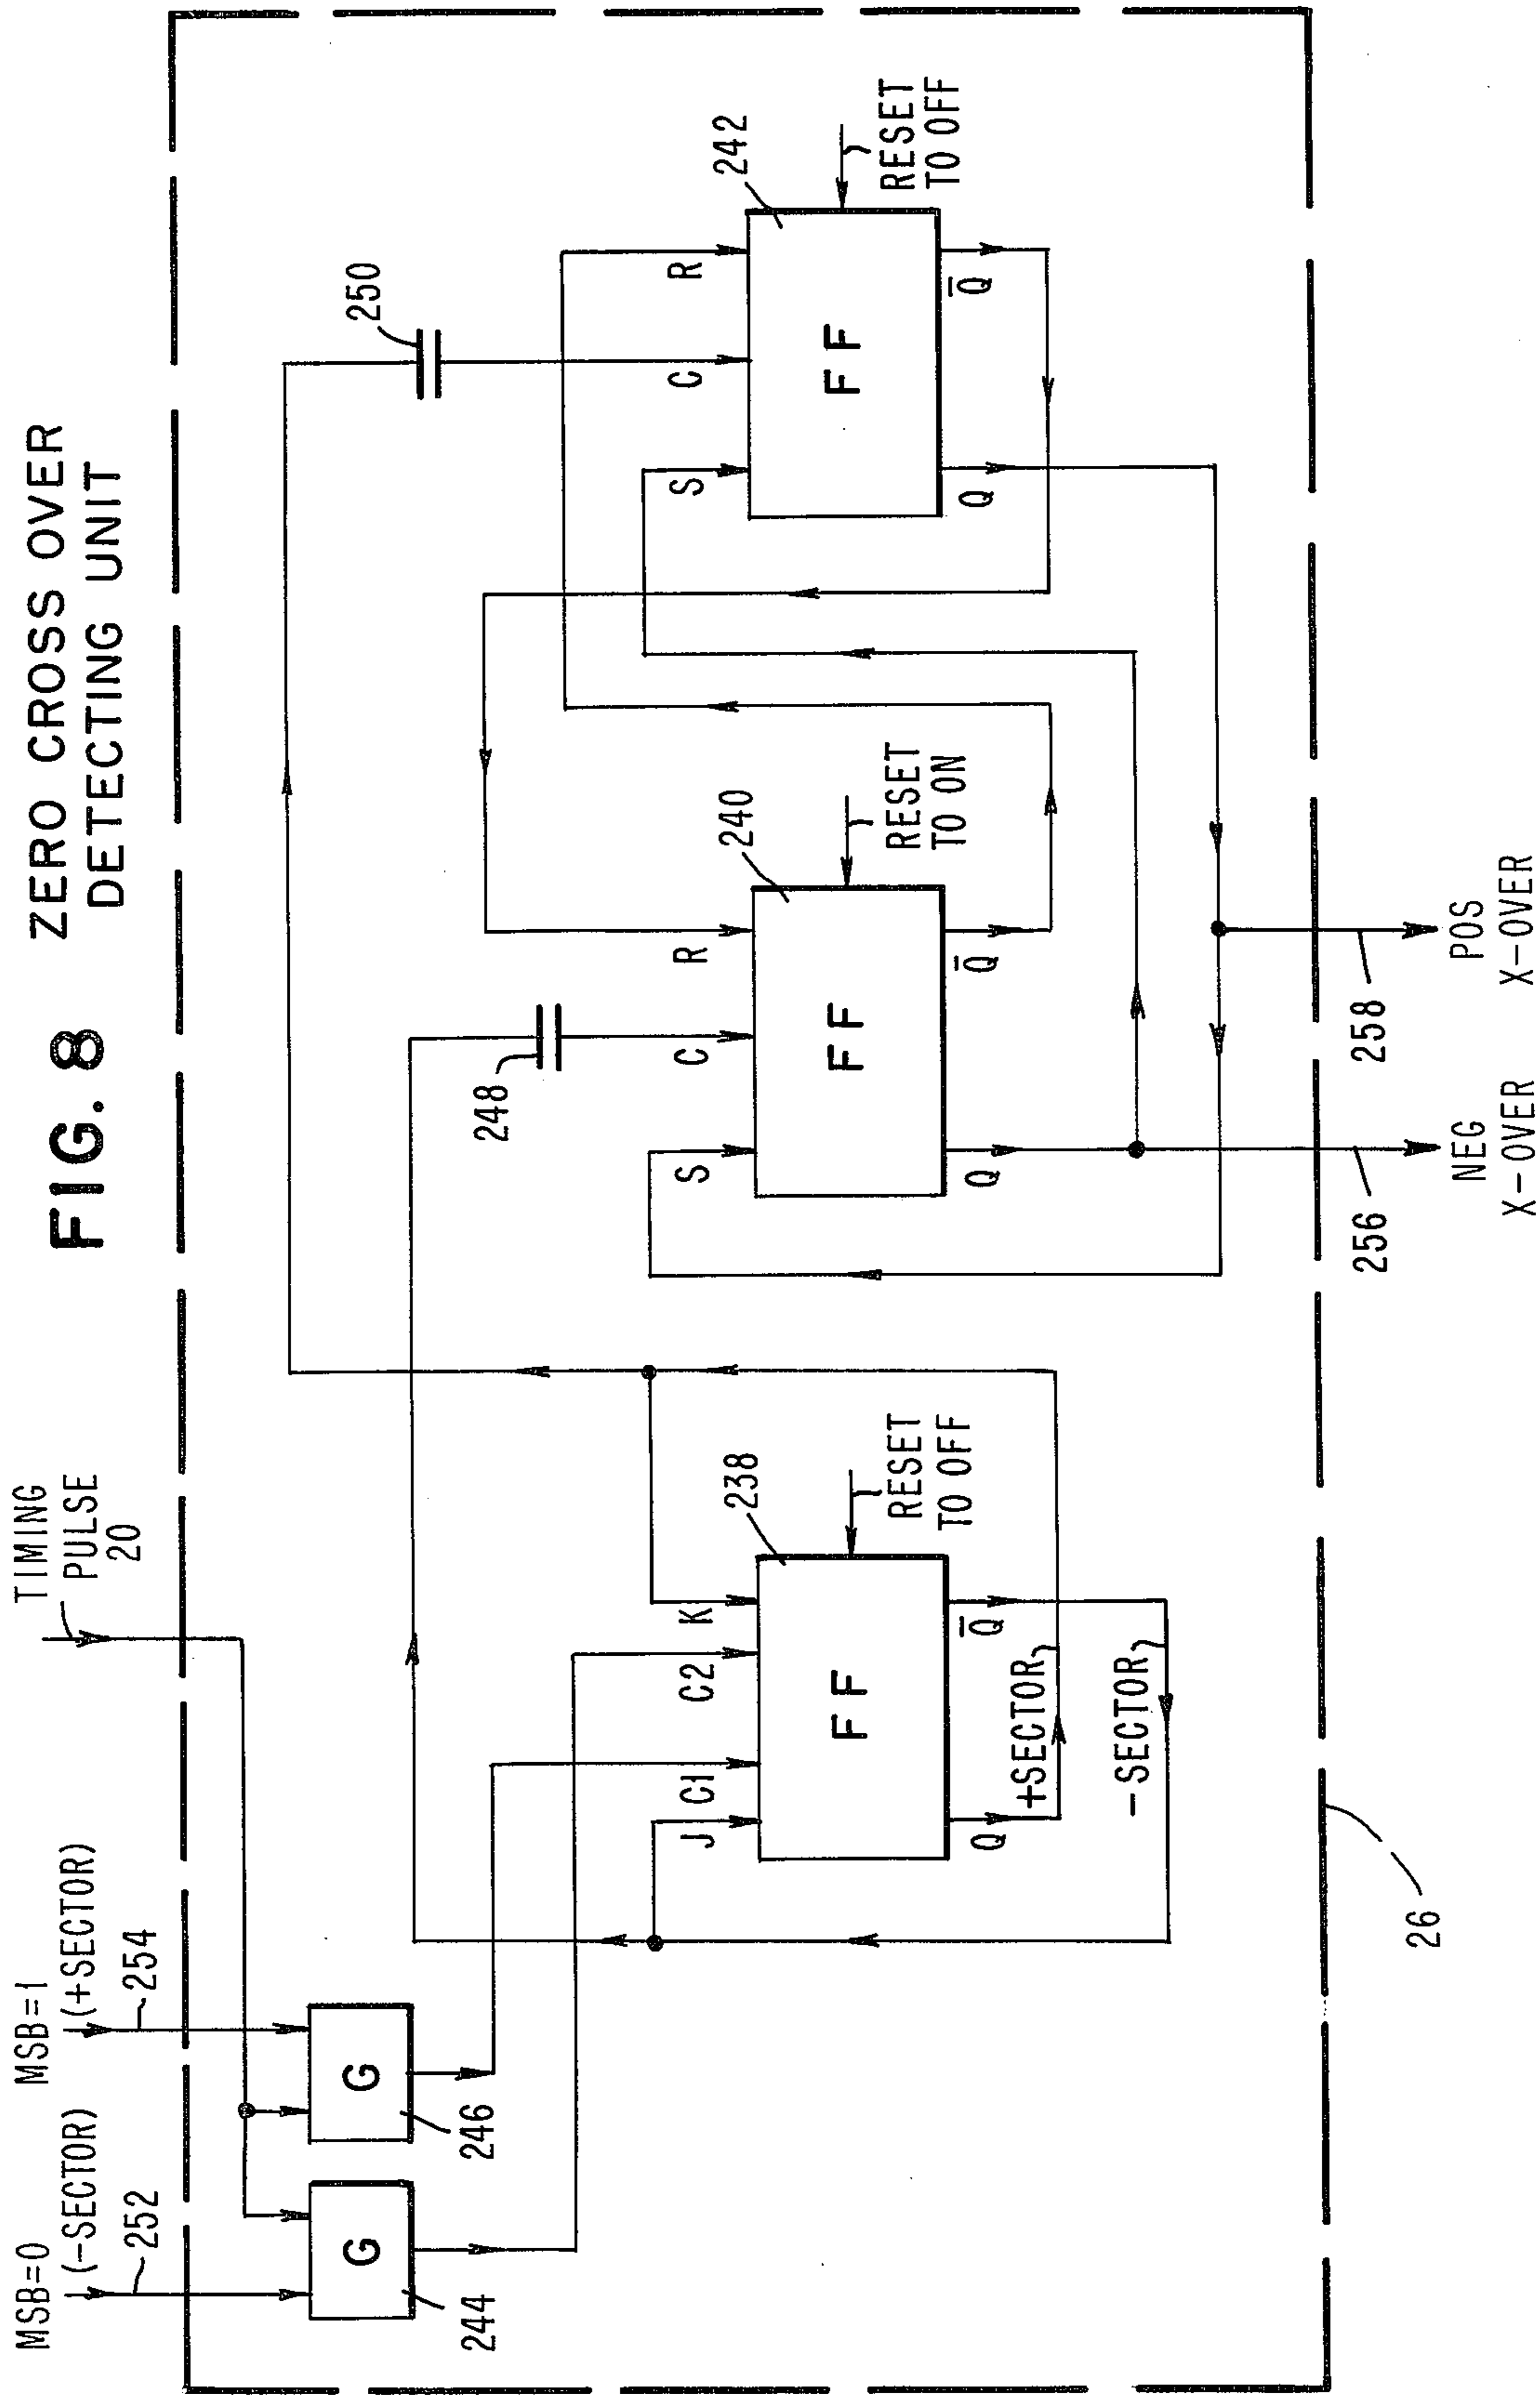 FIG. 8 ZERO CROSS OVER
DETECTING UNIT
MSB=0
(-SECTOR)
252
MSB=1
(+SECTOR)
254
TIMING
PULSE
20
G
244
G
246
250
248
J
C1
C2
K
FF
238
RESET
TO OFF
Q
Q̅
+SECTOR
-SECTOR
S
C
R
FF
240
RESET
TO ON
Q
Q̅
S
C
R
FF
242
RESET
TO OFF
Q
Q̅
26
256
NEG
X-OVER
258
POS
X-OVER